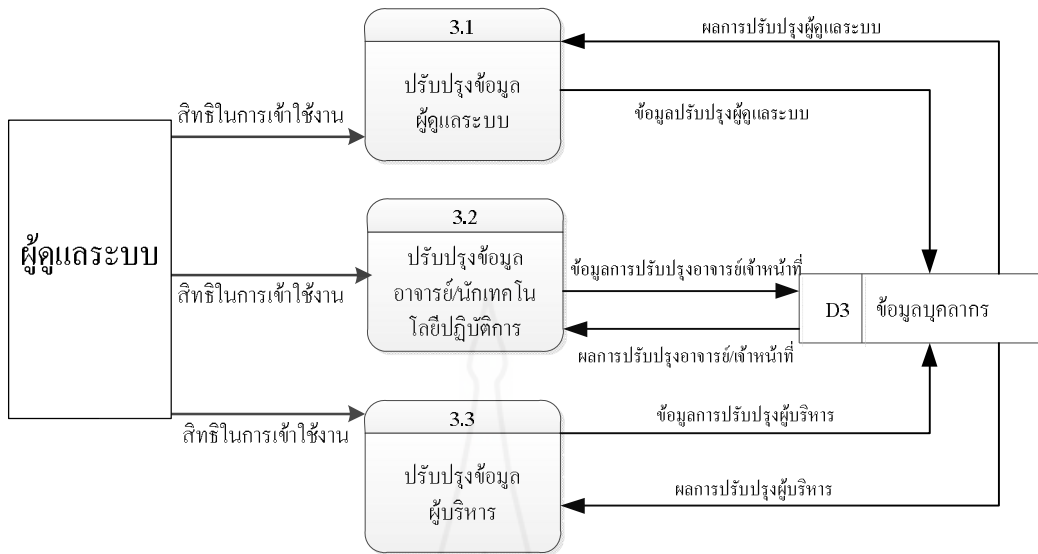 ผู้ดูแลระบบ
สิทธิในการเข้าใช้งาน
3.1
ปรับปรุงข้อมูล
ผู้ดูแลระบบ
ผลการปรับปรุงผู้ดูแลระบบ
ข้อมูลปรับปรุงผู้ดูแลระบบ
สิทธิในการเข้าใช้งาน
3.2
ปรับปรุงข้อมูล
อาจารย์/นักเทคโน
โลยีปฏิบัติการ
ข้อมูลการปรับปรุงอาจารย์เจ้าหน้าที่
ผลการปรับปรุงอาจารย์/เจ้าหน้าที่
D3
ข้อมูลบุคลากร
สิทธิในการเข้าใช้งาน
3.3
ปรับปรุงข้อมูล
ผู้บริหาร
ข้อมูลการปรับปรุงผู้บริหาร
ผลการปรับปรุงผู้บริหาร